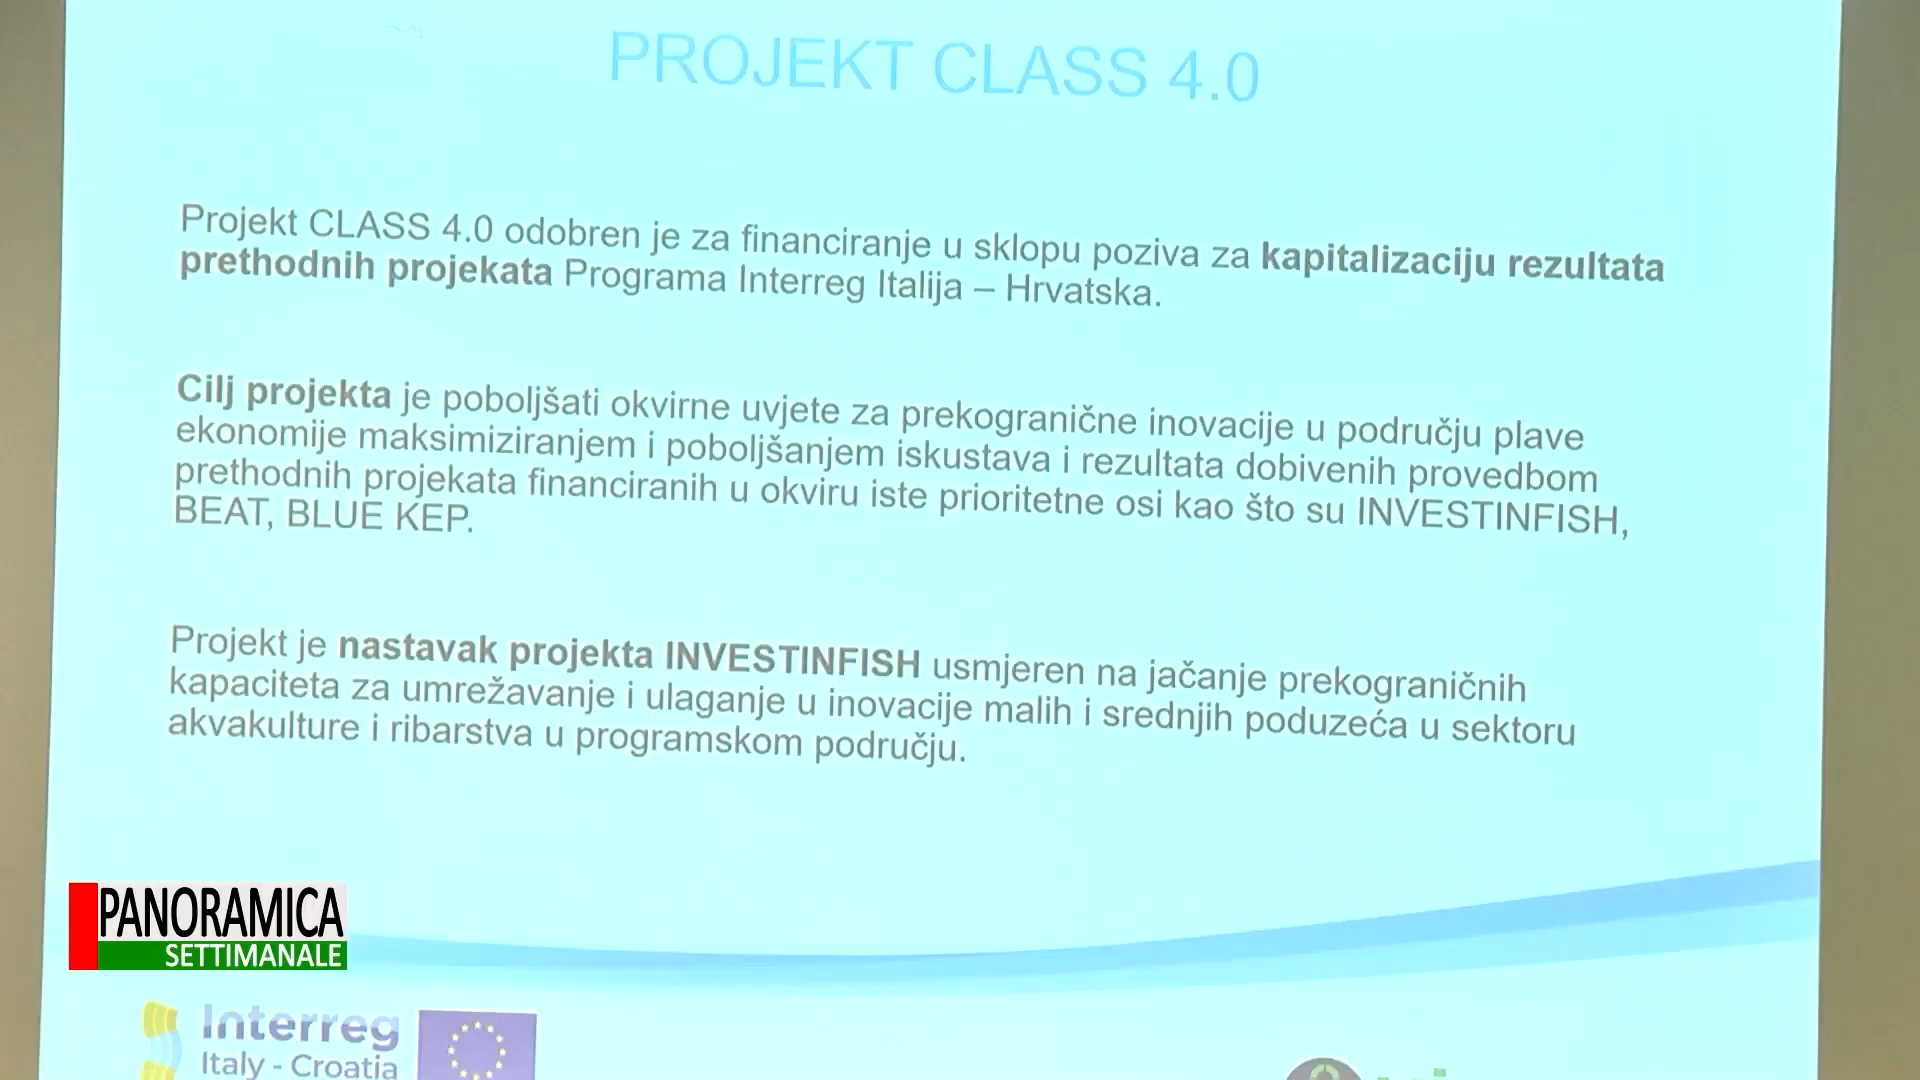 PROJEKT CLASS 4.0
Projekt CLASS 4.0 odobren je za financiranje u sklopu poziva za kapitalizaciju rezultata
prethodnih projekata Programa Interreg Italija – Hrvatska.
Cilj projekta je poboljšati okvirne uvjete za prekogranične inovacije u području plave
ekonomije maksimiziranjem i poboljšanjem iskustava i rezultata dobivenih provedbom
prethodnih projekata financiranih u okviru iste prioritetne osi kao što su INVESTINFISH,
BEAT, BLUE KEP.
Projekt je nastavak projekta INVESTINFISH usmjeren na jačanje prekograničnih
kapaciteta za umrežavanje i ulaganje u inovacije malih i srednjih poduzeća u sektoru
akvakulture i ribarstva u programskom području.
PANORAMICA
SETTIMANALE
Interreg
Italy - Croatia